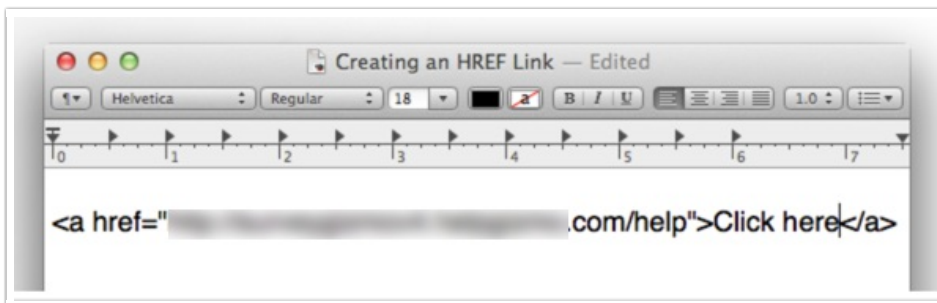 Creating an HREF Link — Edited
¶ Helvetica Regular 18 a B I U 1.0
0 1 2 3 4 5 6 7
<a href=" .com/help">Click here</a>